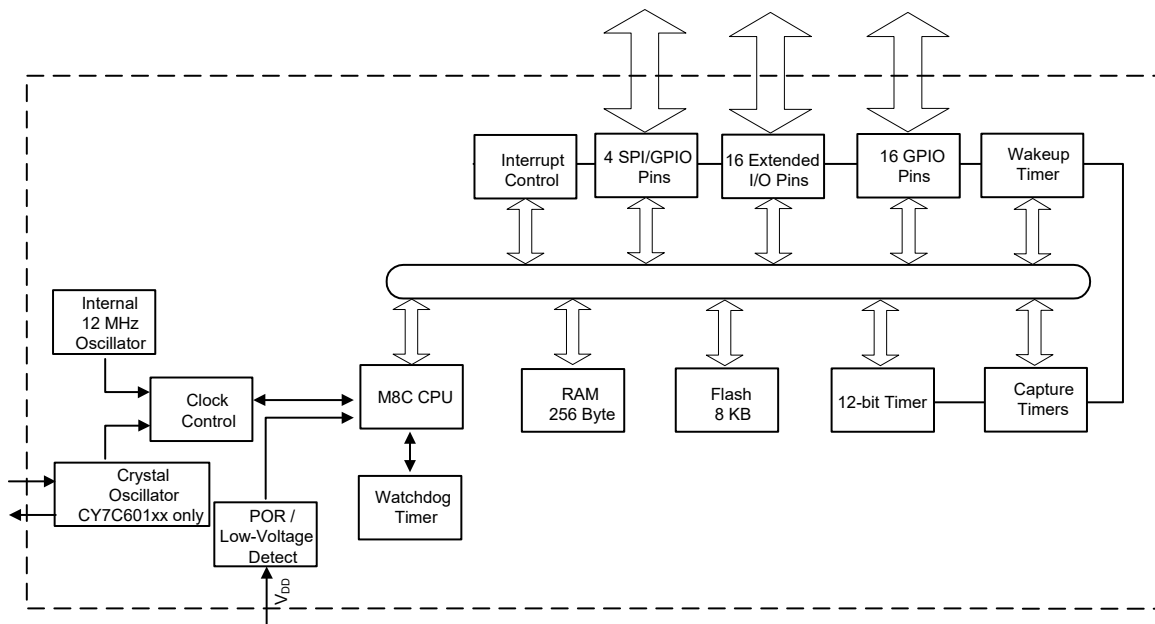 Interrupt
Control
4 SPI/GPIO
Pins
16 Extended
I/O Pins
16 GPIO
Pins
Wakeup
Timer
Internal
12 MHz
Oscillator
Clock
Control
M8C CPU
RAM
256 Byte
Flash
8 KB
12-bit Timer
Capture
Timers
Crystal
Oscillator
CY7C601xx only
POR /
Low-Voltage
Detect
Watchdog
Timer
VDD